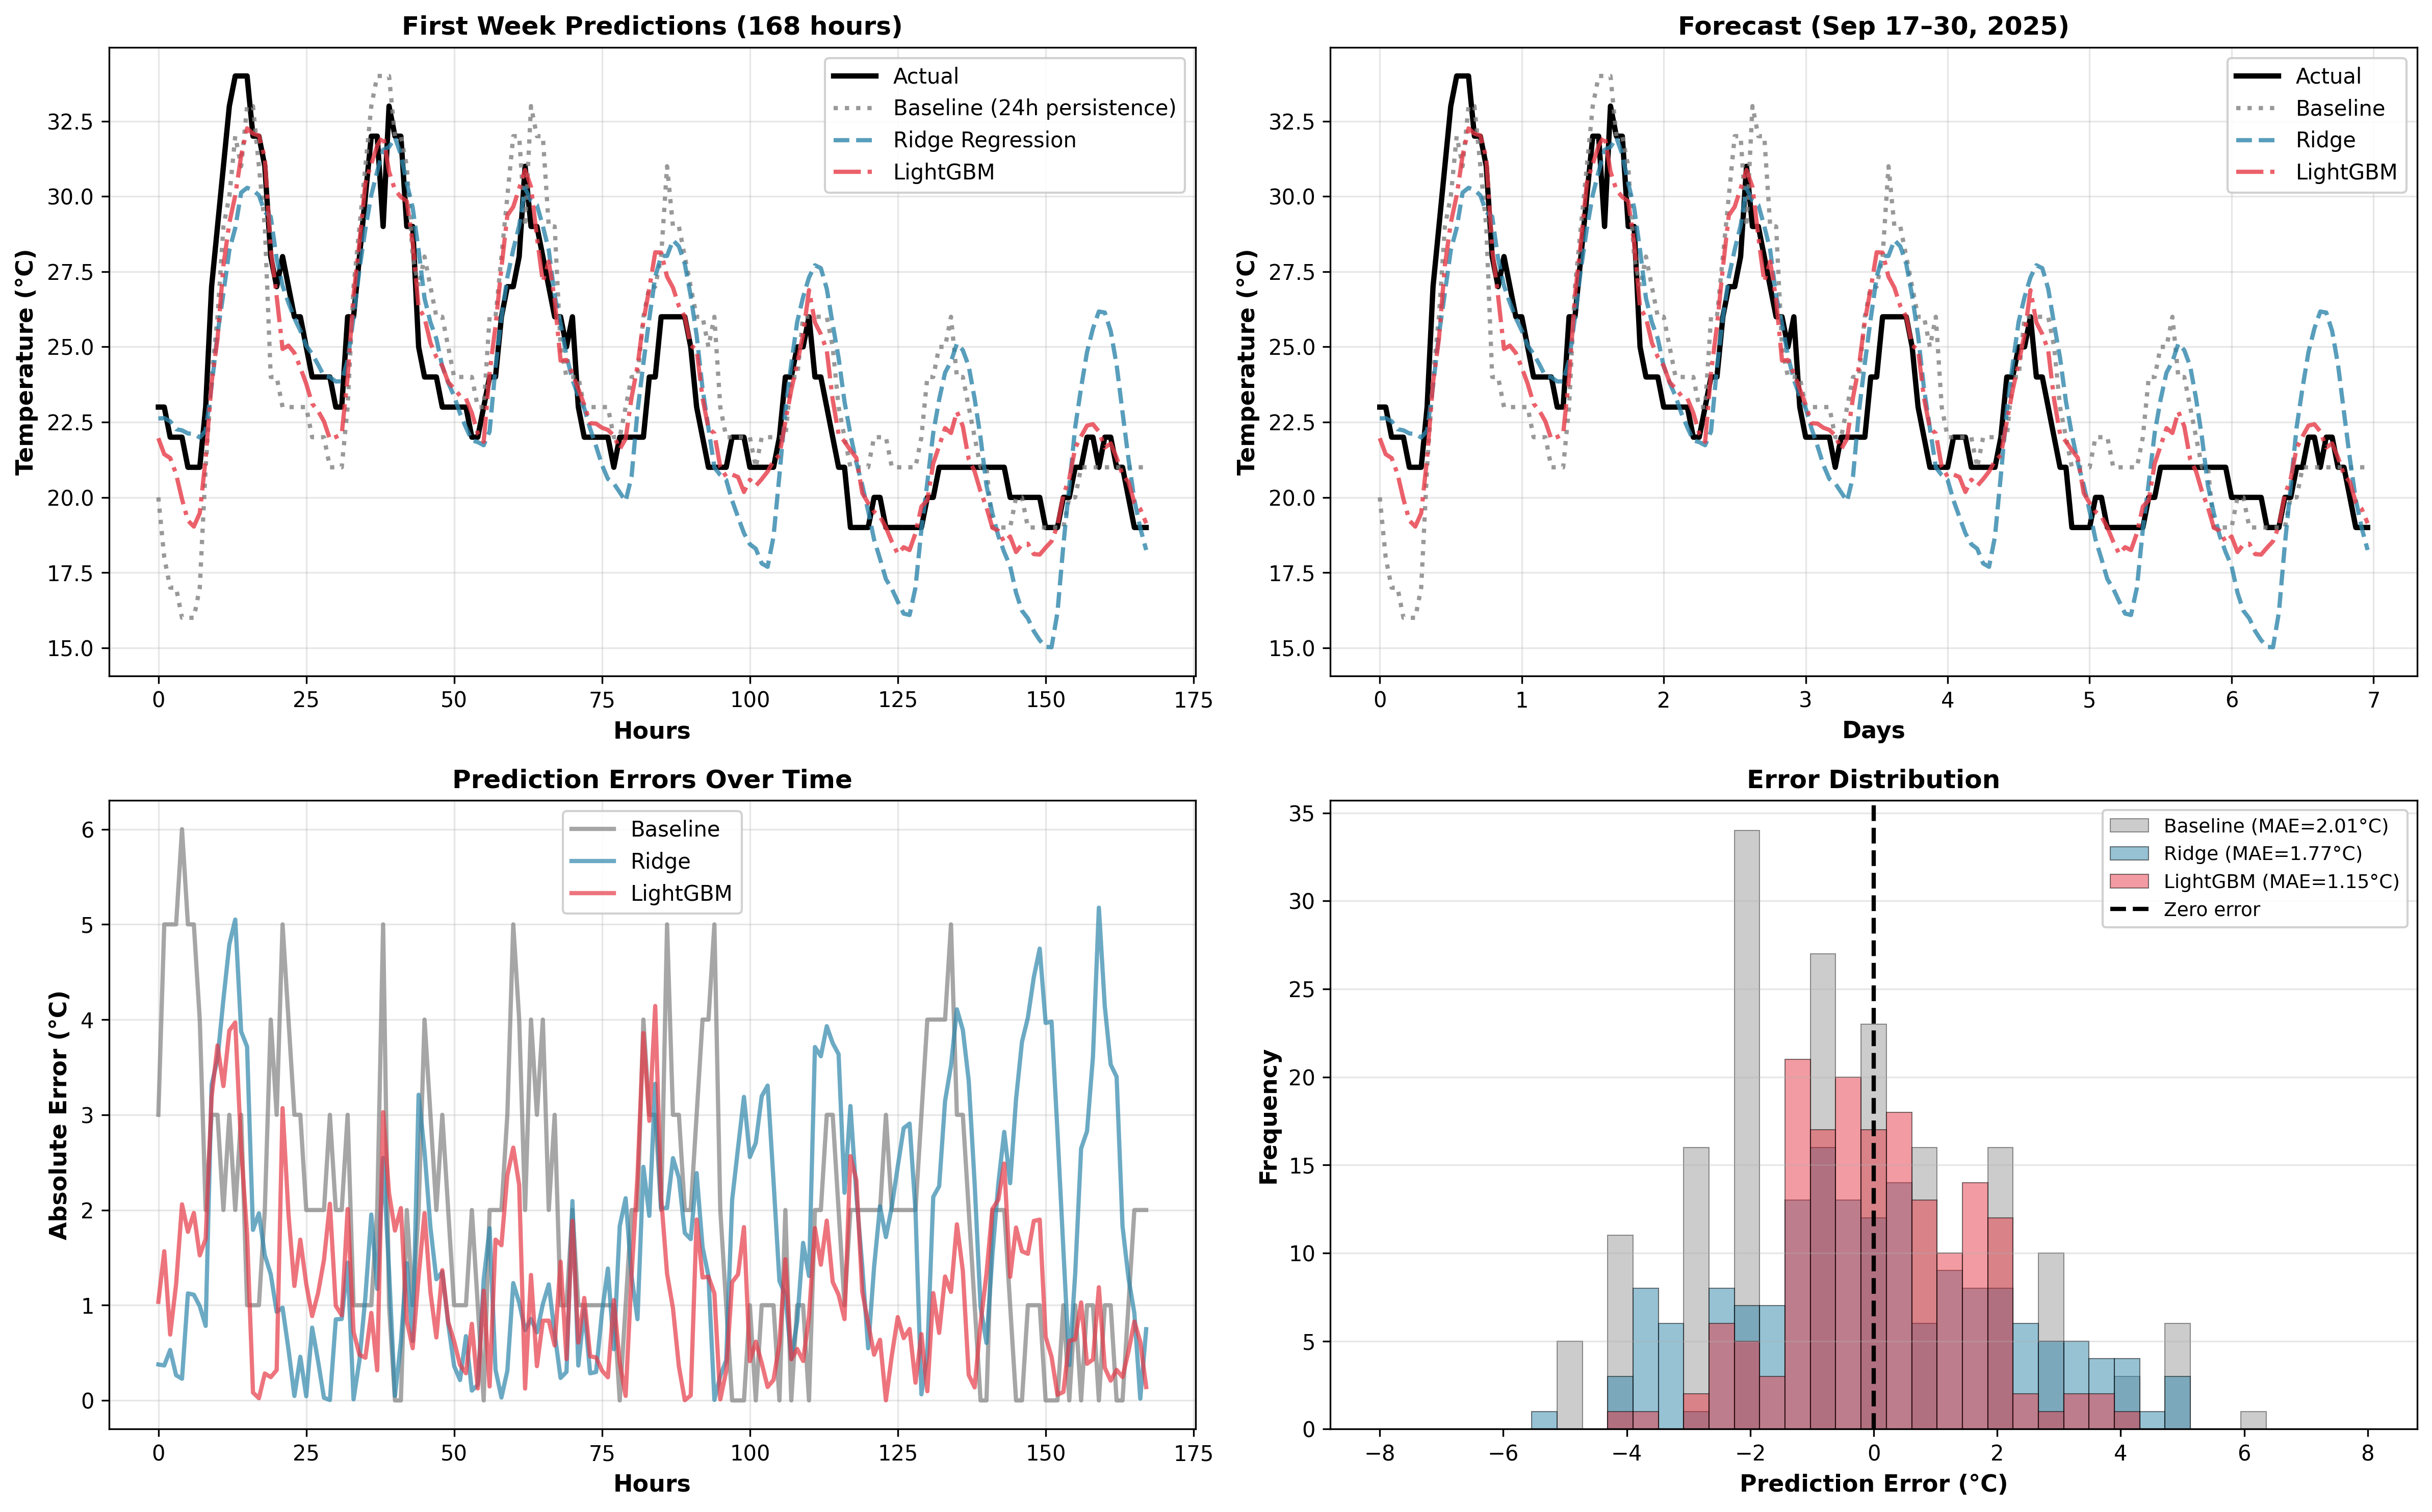 First Week Predictions (168 hours)
Temperature (°C)
32.5
30.0
27.5
25.0
22.5
20.0
17.5
15.0
Actual
Baseline (24h persistence)
Ridge Regression
LightGBM
0 25 50 75 100 125 150 175
Hours
Forecast (Sep 17–30, 2025)
Temperature (°C)
32.5
30.0
27.5
25.0
22.5
20.0
17.5
15.0
Actual
Baseline
Ridge
LightGBM
0 1 2 3 4 5 6 7
Days
Prediction Errors Over Time
Absolute Error (°C)
6
5
4
3
2
1
0
Baseline
Ridge
LightGBM
0 25 50 75 100 125 150 175
Hours
Error Distribution
Frequency
35
30
25
20
15
10
5
0
Baseline (MAE=2.01°C)
Ridge (MAE=1.77°C)
LightGBM (MAE=1.15°C)
Zero error
−8 −6 −4 −2 0 2 4 6 8
Prediction Error (°C)